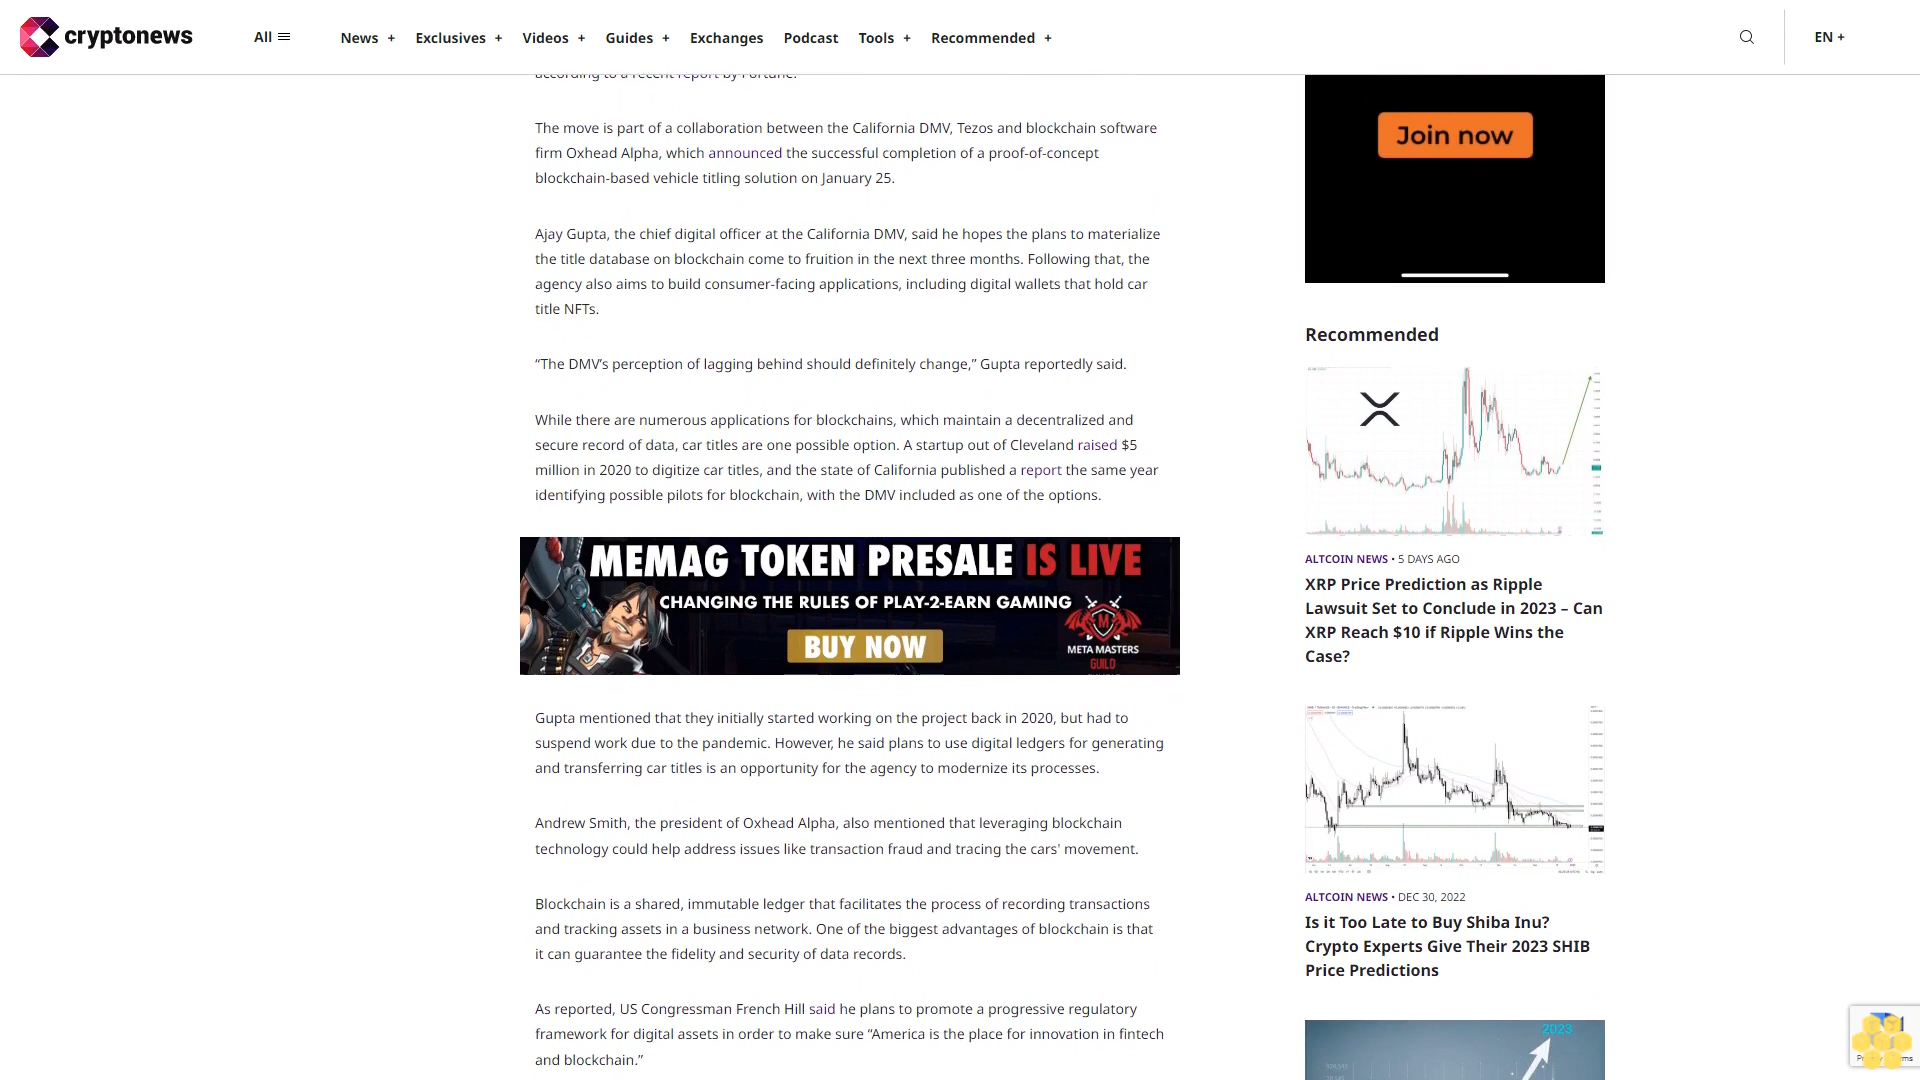 cryptonews
All
News +
Exclusives +
Videos +
Guides +
Exchanges
Podcast
Tools +
Recommended +
EN +
according to a recent report by Fortune.
The move is part of a collaboration between the California DMV, Tezos and blockchain software
firm Oxhead Alpha, which announced the successful completion of a proof-of-concept
blockchain-based vehicle titling solution on January 25.
Ajay Gupta, the chief digital officer at the California DMV, said he hopes the plans to materialize
the title database on blockchain come to fruition in the next three months. Following that, the
agency also aims to build consumer-facing applications, including digital wallets that hold car
title NFTs.
“The DMV’s perception of lagging behind should definitely change,” Gupta reportedly said.
While there are numerous applications for blockchains, which maintain a decentralized and
secure record of data, car titles are one possible option. A startup out of Cleveland raised $5
million in 2020 to digitize car titles, and the state of California published a report the same year
identifying possible pilots for blockchain, with the DMV included as one of the options.
MEMAG TOKEN PRESALE IS LIVE
CHANGING THE RULES OF PLAY-2-EARN GAMING
BUY NOW
M
META MASTERS
GUILD
Gupta mentioned that they initially started working on the project back in 2020, but had to
suspend work due to the pandemic. However, he said plans to use digital ledgers for generating
and transferring car titles is an opportunity for the agency to modernize its processes.
Andrew Smith, the president of Oxhead Alpha, also mentioned that leveraging blockchain
technology could help address issues like transaction fraud and tracing the cars' movement.
Blockchain is a shared, immutable ledger that facilitates the process of recording transactions
and tracking assets in a business network. One of the biggest advantages of blockchain is that
it can guarantee the fidelity and security of data records.
As reported, US Congressman French Hill said he plans to promote a progressive regulatory
framework for digital assets in order to make sure “America is the place for innovation in fintech
and blockchain.”
Join now
Recommended
ALTCOIN NEWS • 5 DAYS AGO
XRP Price Prediction as Ripple
Lawsuit Set to Conclude in 2023 – Can
XRP Reach $10 if Ripple Wins the
Case?
ALTCOIN NEWS • DEC 30, 2022
Is it Too Late to Buy Shiba Inu?
Crypto Experts Give Their 2023 SHIB
Price Predictions
2023